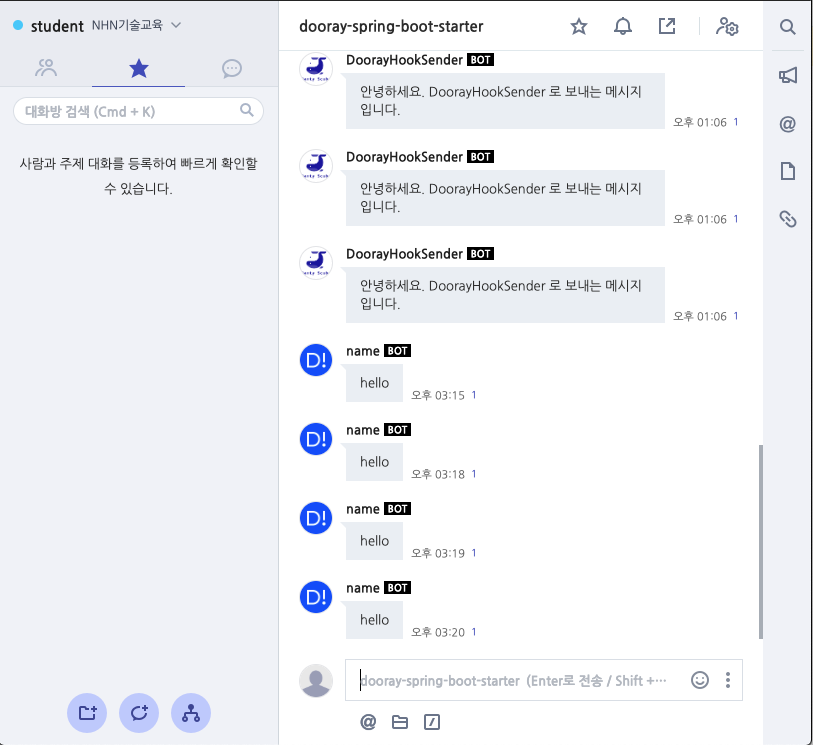 student NHN기술교육
대화방 검색 (Cmd + K)
사람과 주제 대화를 등록하여 빠르게 확인할
수 있습니다.
dooray-spring-boot-starter
DoorayHookSender BOT
안녕하세요. DoorayHookSender 로 보내는 메시지
입니다.
오후 01:06 1
DoorayHookSender BOT
안녕하세요. DoorayHookSender 로 보내는 메시지
입니다.
오후 01:06 1
DoorayHookSender BOT
안녕하세요. DoorayHookSender 로 보내는 메시지
입니다.
오후 01:06 1
D! name BOT
hello
오후 03:15 1
D! name BOT
hello
오후 03:18 1
D! name BOT
hello
오후 03:19 1
D! name BOT
hello
오후 03:20 1
dooray-spring-boot-starter (Enter로 전송 / Shift +···